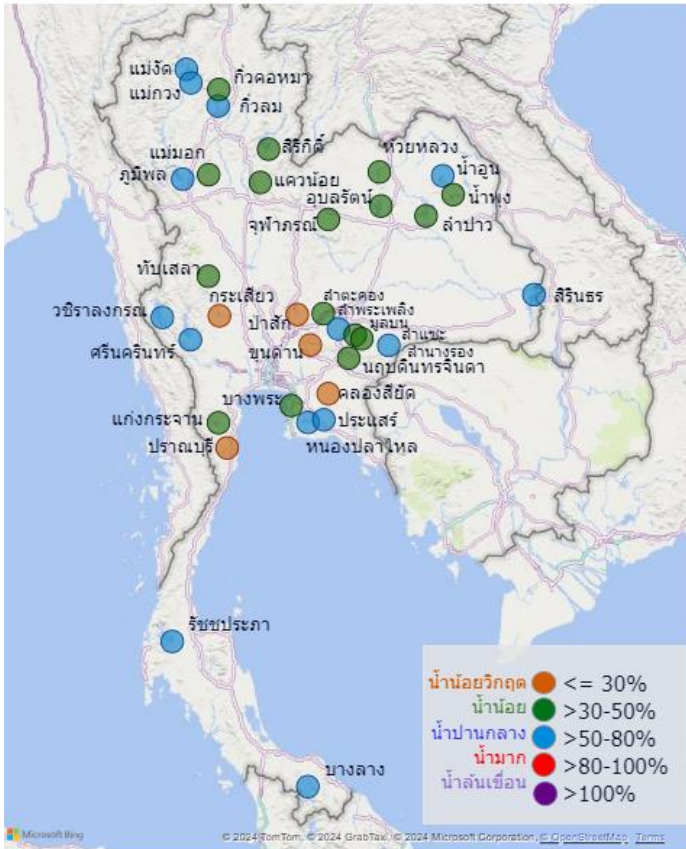 แม่งัด
แม่กวง
กิ่วคอหมา
กิ่วลม
สิริกิติ์
ห้วยหลวง
แม่มอก
ภูมิพล
แควน้อย
น้ำอูน
น้ำพุง
อุบลรัตน์
จุฬาภรณ์
ลำปาว
ทับเสลา
กระเสียว
วชิราลงกรณ
ป่าสัก
ลำตะคอง
ลำพระเพลิง
มูลบน
สิรินธร
ศรีนครินทร์
ขุนด่าน
ลำแชะ
ลำนางรอง
นฤบดินทรจินดา
คลองสียัด
บางพระ
แก่งกระจาน
ประแสร์
ปราณบุรี
หนองปลาไหล
รัชชประภา
บางลาง
น้ำน้อยวิกฤต <= 30%
น้ำน้อย >30-50%
น้ำปานกลาง >50-80%
น้ำมาก >80-100%
น้ำล้นเขื่อน >100%
Microsoft Bing
© 2024 TomTom, © 2024 GrabTaxi, © 2024 Microsoft Corporation, © OpenStreetMap Terms